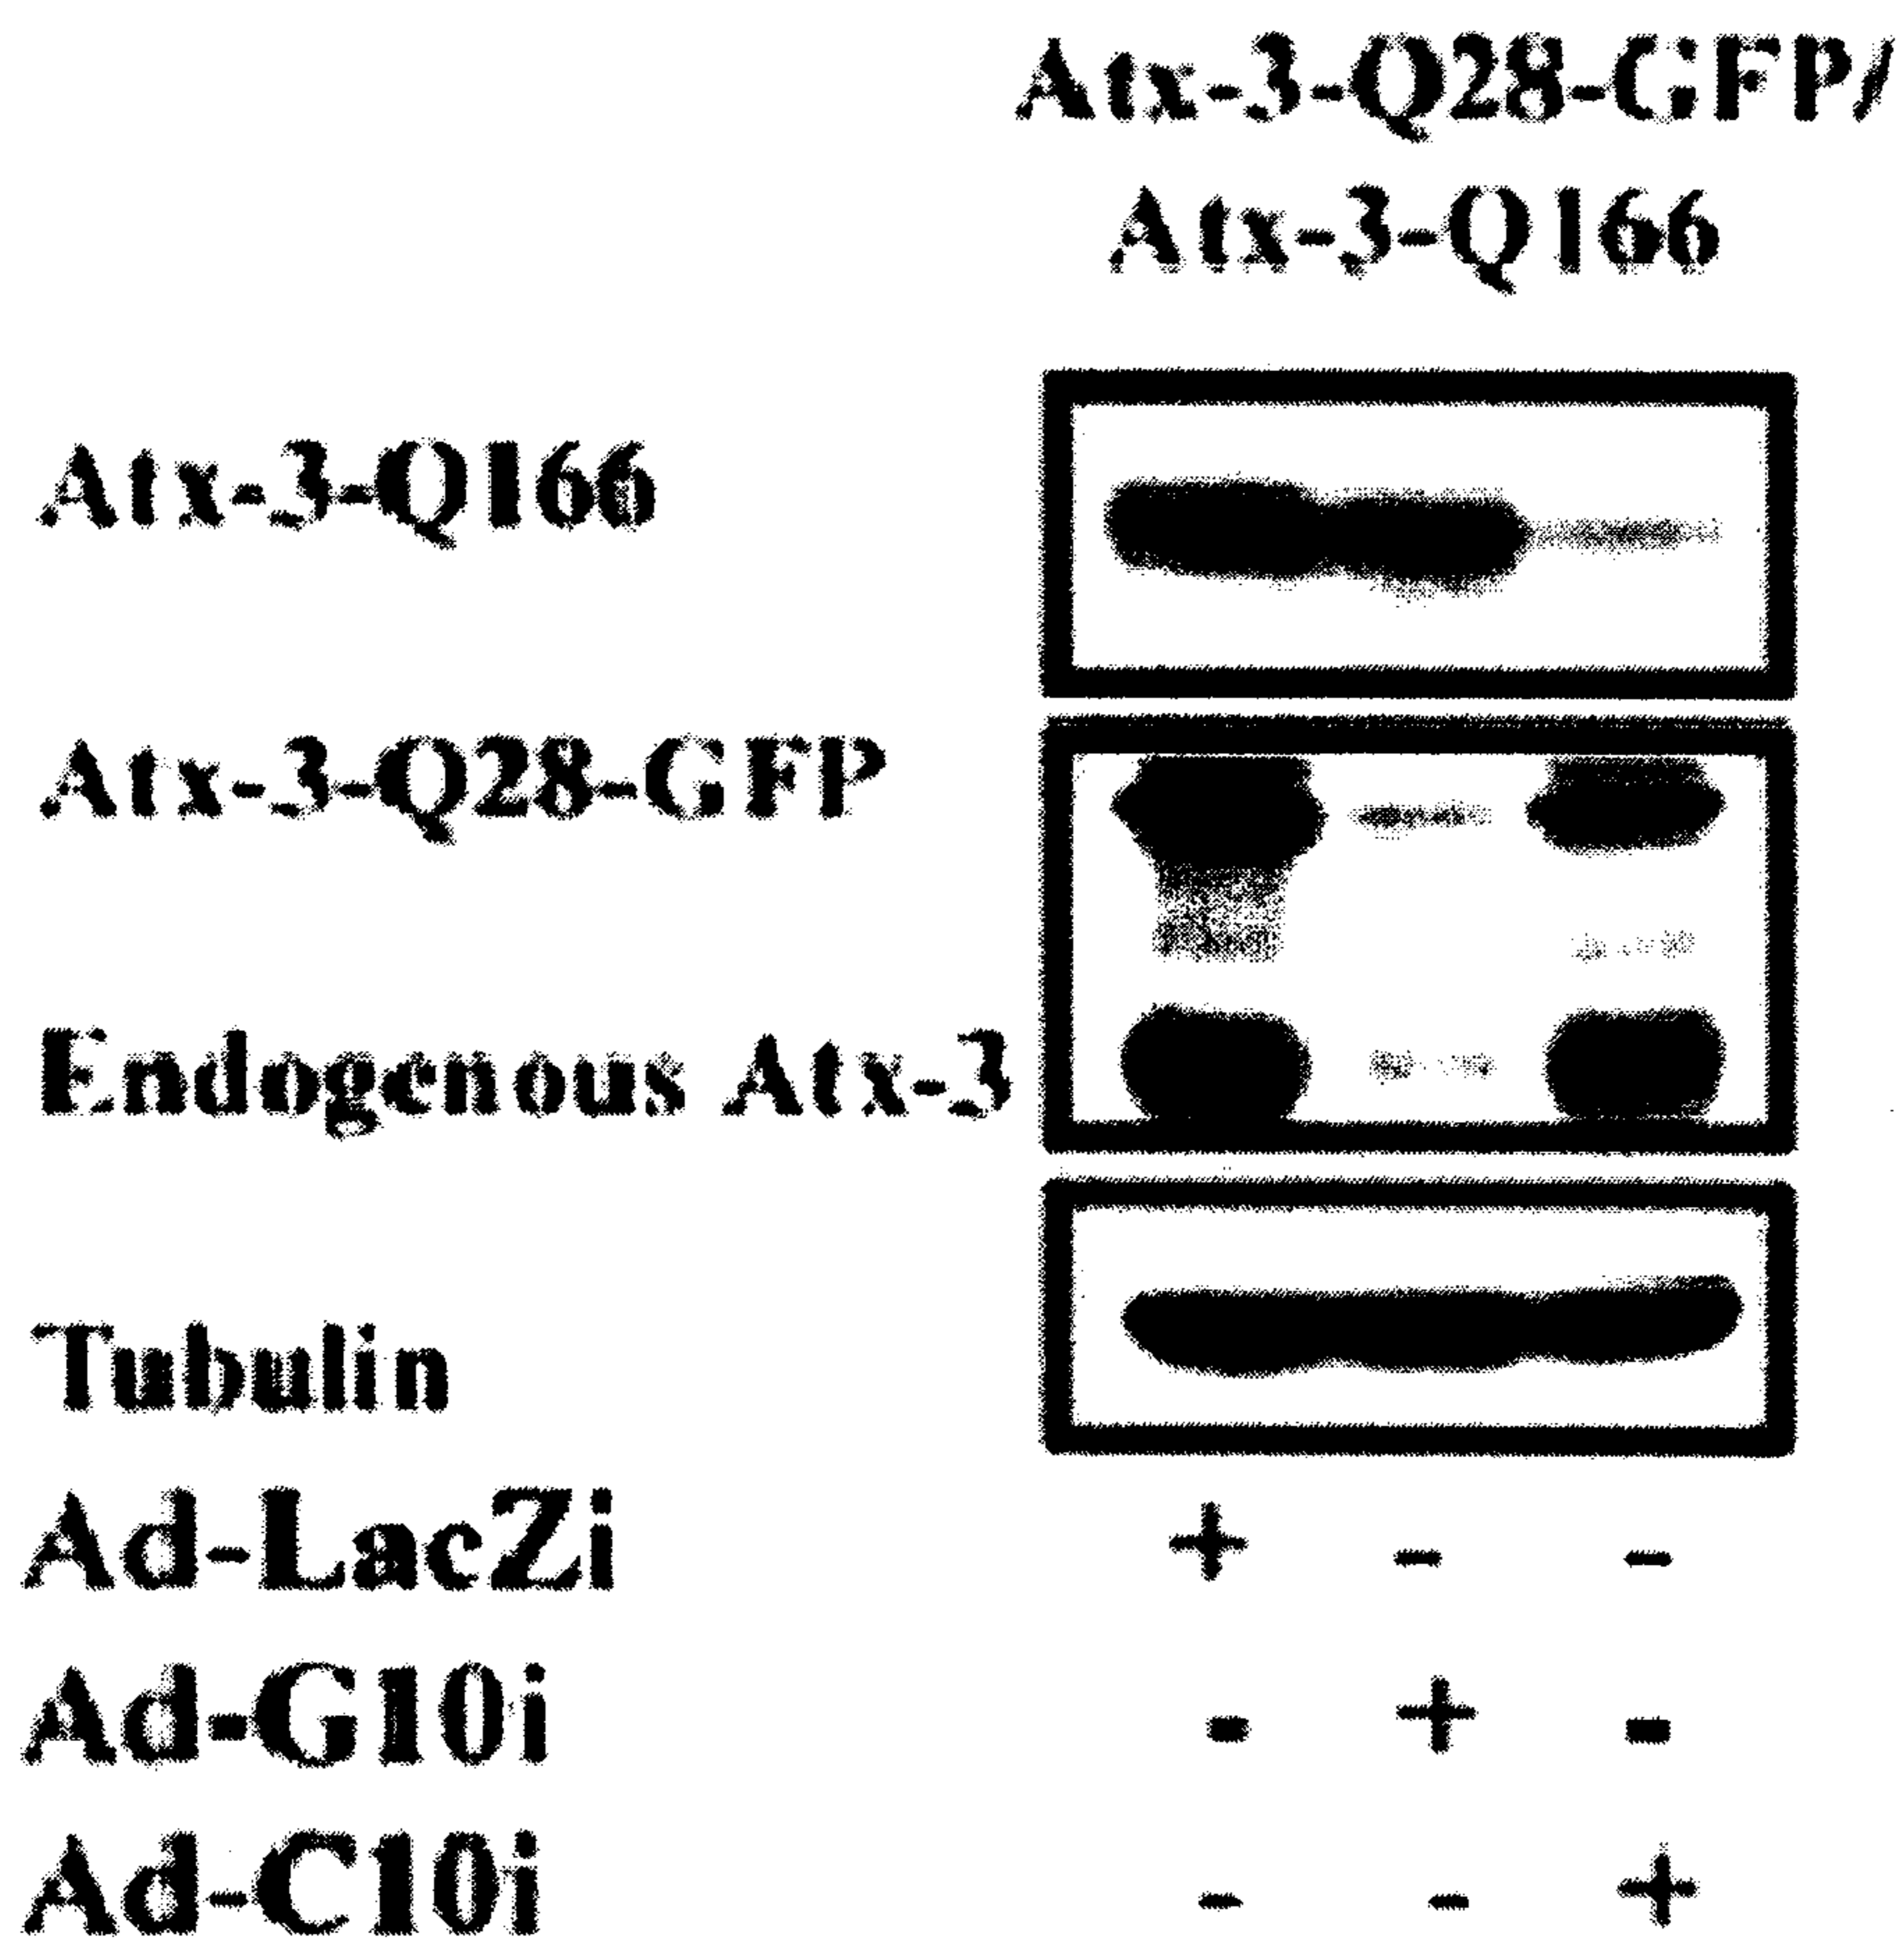 Atx-3-Q28-GFP/
Atx-3-Q166
Atx-3-Q166
Atx-3-Q28-GFP
Endogenous Atx-3
Tubulin
Ad-LacZi + - -
Ad-G10i - + -
Ad-C10i - - +